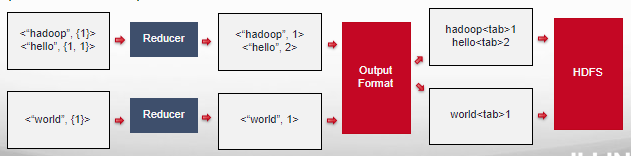 <“hadoop”, {1}>
<“hello”, {1, 1}>
Reducer
<“hadoop”, 1>
<“hello”, 2>
Output
Format
hadoop<tab>1
hello<tab>2
HDFS
<“world”, {1}>
Reducer
<“world”, 1>
world<tab>1